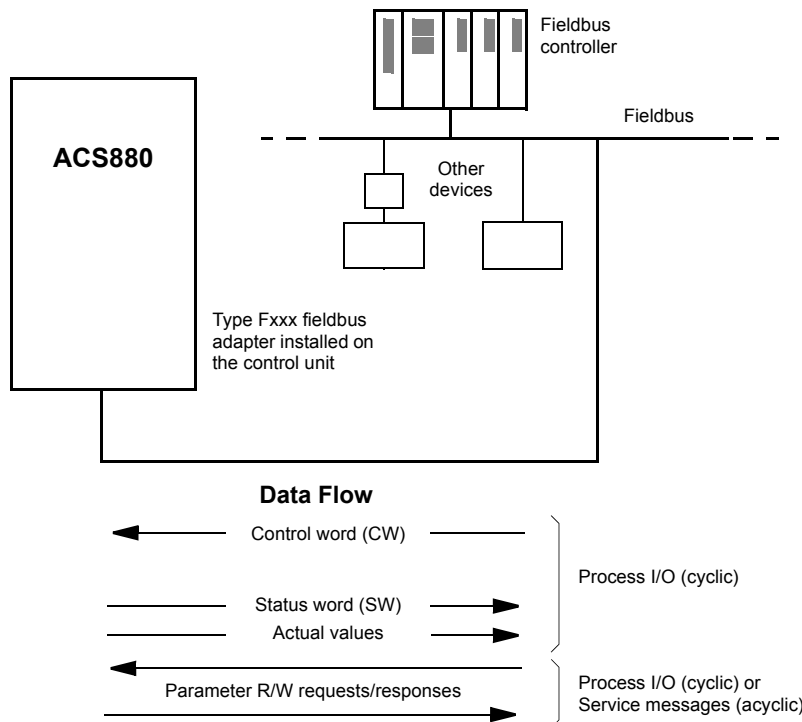 Fieldbus
controller
Fieldbus
ACS880
Other
devices
Type Fxxx fieldbus
adapter installed on
the control unit
Data Flow
Control word (CW)
Process I/O (cyclic)
Status word (SW)
Actual values
Parameter R/W requests/responses
Process I/O (cyclic) or
Service messages (acyclic)